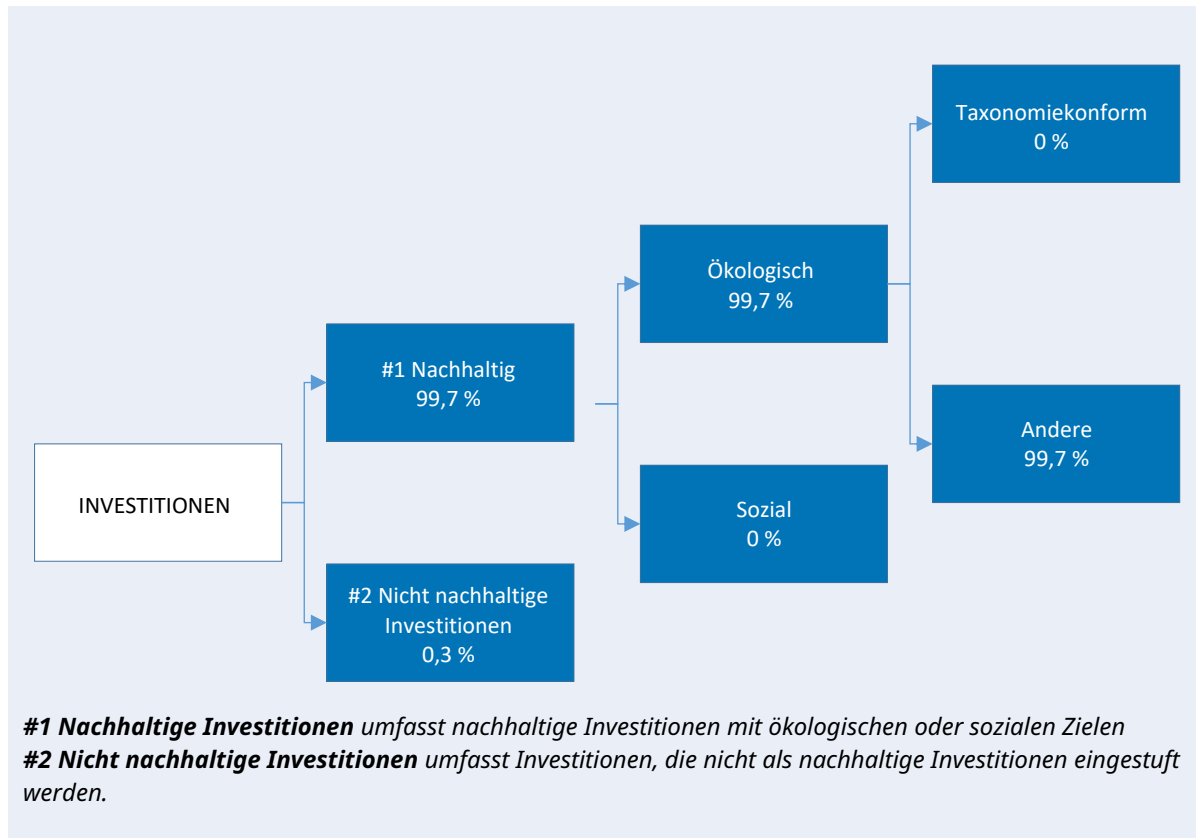 Taxonomiekonform
0 %
Ökologisch
99,7 %
#1 Nachhaltig
99,7 %
Andere
99,7 %
INVESTITIONEN
Sozial
0 %
#2 Nicht nachhaltige
Investitionen
0,3 %
#1 Nachhaltige Investitionen umfasst nachhaltige Investitionen mit ökologischen oder sozialen Zielen
#2 Nicht nachhaltige Investitionen umfasst Investitionen, die nicht als nachhaltige Investitionen eingestuft
werden.